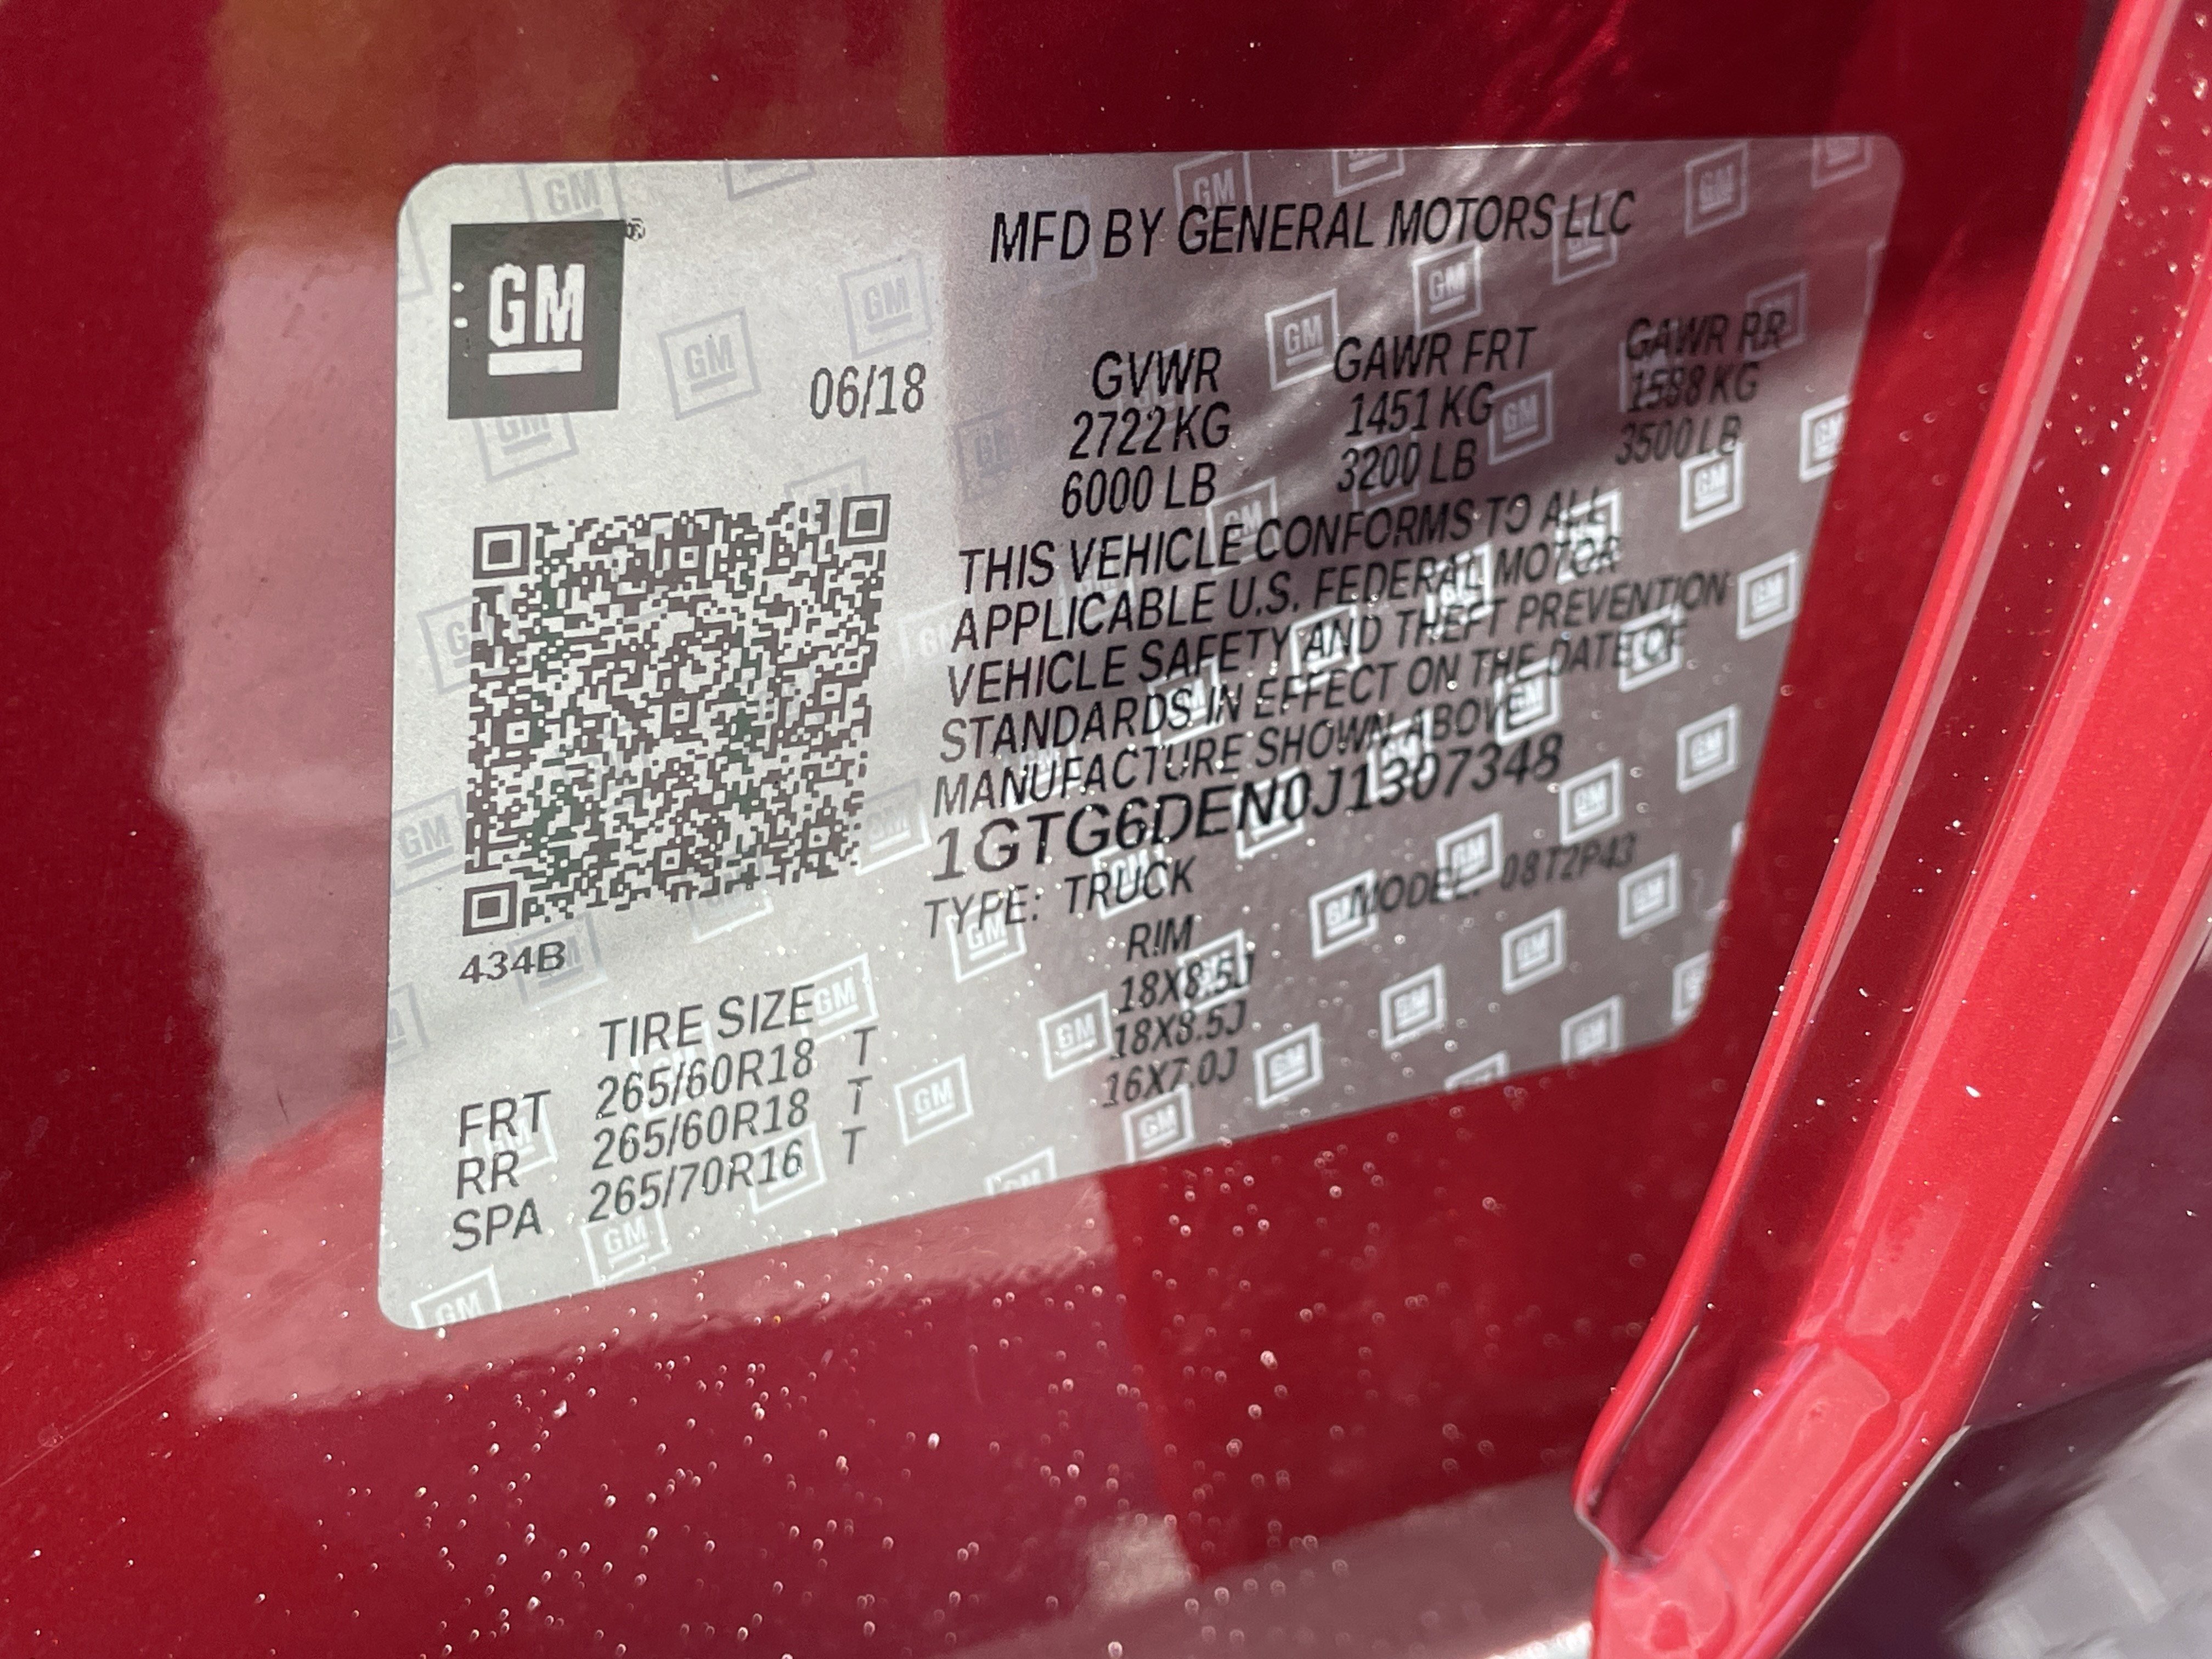 GM
MFD BY GENERAL MOTORS LLC
06/18
GVWR GAWR FRT GAWR RR
2722KG 1451 KG 1588 KG
6000 LB 3200 LB 3500 LB
THIS VEHICLE CONFORMS TO ALL
APPLICABLE U.S. FEDERAL MOTOR
VEHICLE SAFETY AND THEFT PREVENTION
STANDARDS IN EFFECT ON THE DATE OF
MANUFACTURE SHOWN ABOVE
1GTG6DEN0J1307348
TYPE: TRUCK MODEL: 08T2P43
434B
TIRE SIZE RIM
FRT 265/60R18 T 18X8.5J
RR 265/60R18 T 18X8.5J
SPA 265/70R16 T 16X7.0J